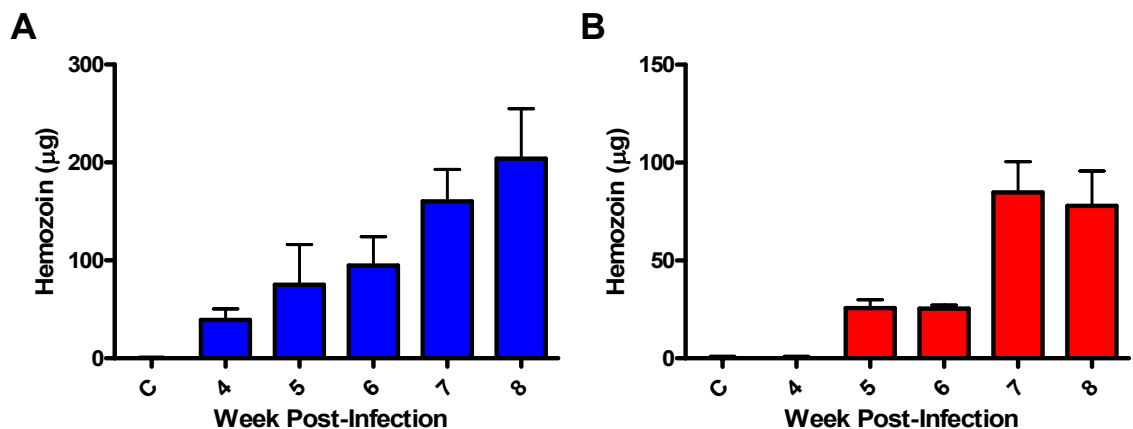 A
B
300
200
100
0
Hemozoin (µg)
C 4 5 6 7 8
Week Post-Infection
150
100
50
0
Hemozoin (µg)
C 4 5 6 7 8
Week Post-Infection